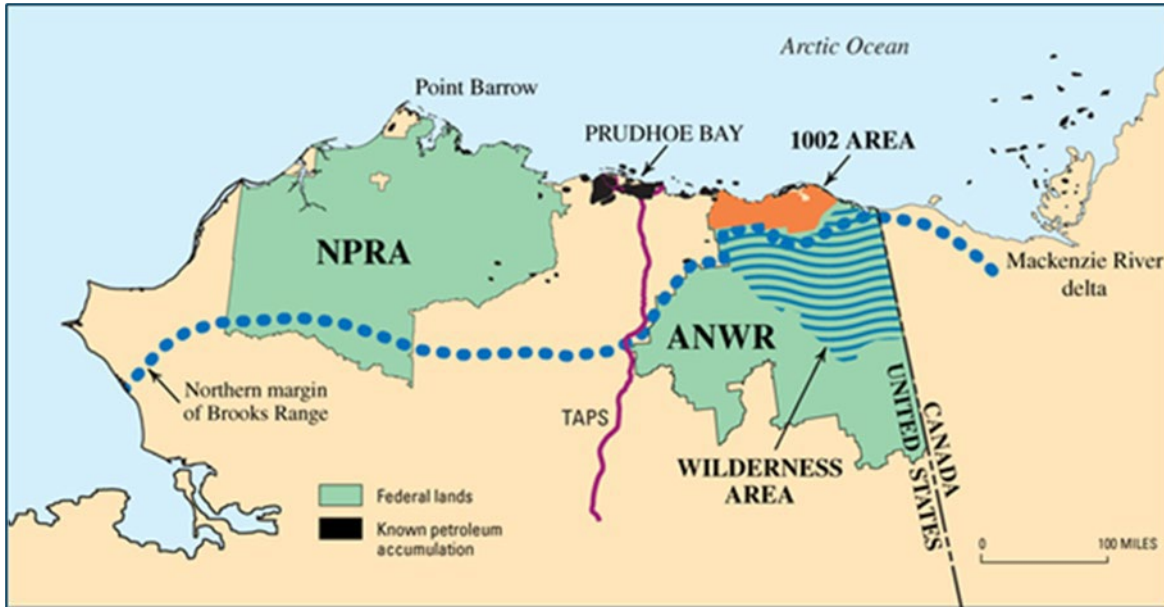 Arctic Ocean
Point Barrow
PRUDHOE BAY
1002 AREA
NPRA
Mackenzie River
delta
ANWR
Northern margin
of Brooks Range
TAPS
WILDERNESS
AREA
UNITED STATES
CANADA
Federal lands
Known petroleum
accumulation
0 100 MILES